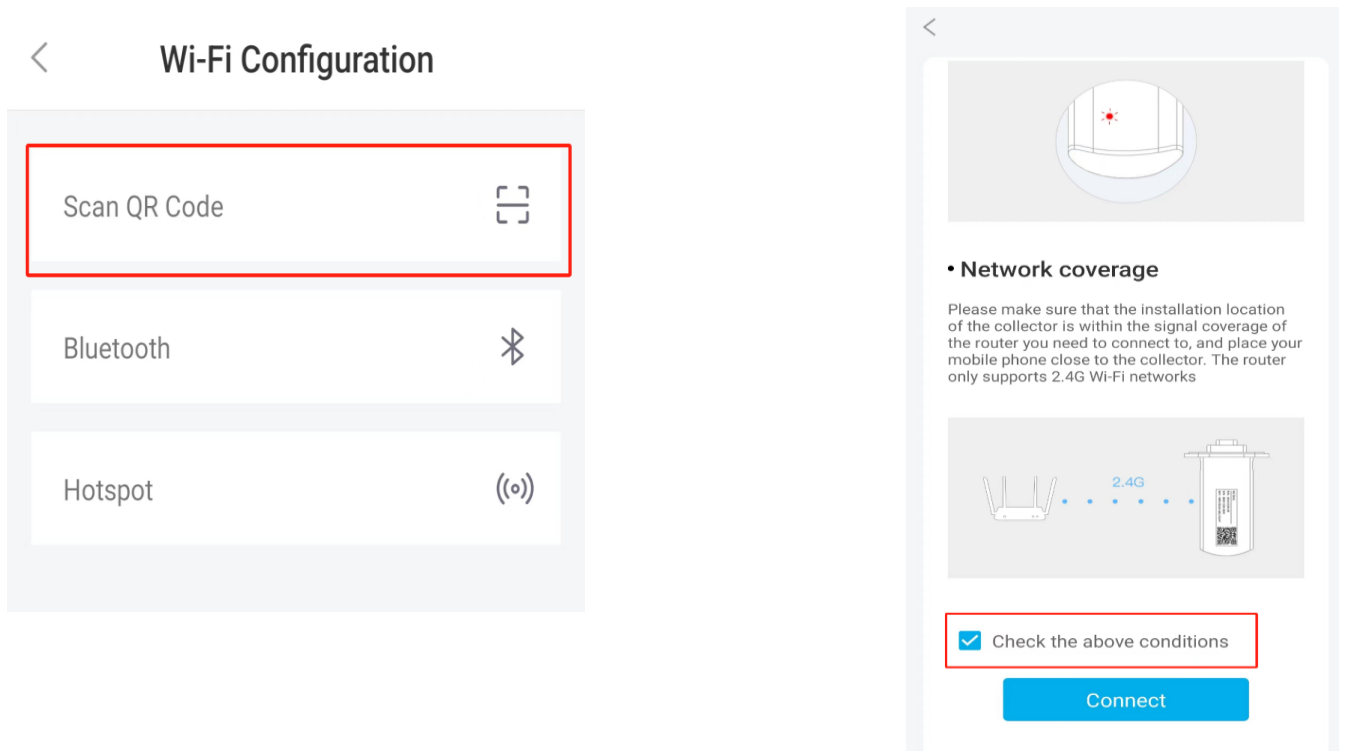 Wi-Fi Configuration
Scan QR Code
Bluetooth
Hotspot
• Network coverage
Please make sure that the installation location
of the collector is within the signal coverage of
the router you need to connect to, and place your
mobile phone close to the collector. The router
only supports 2.4G Wi-Fi networks
2.4G
Check the above conditions
Connect